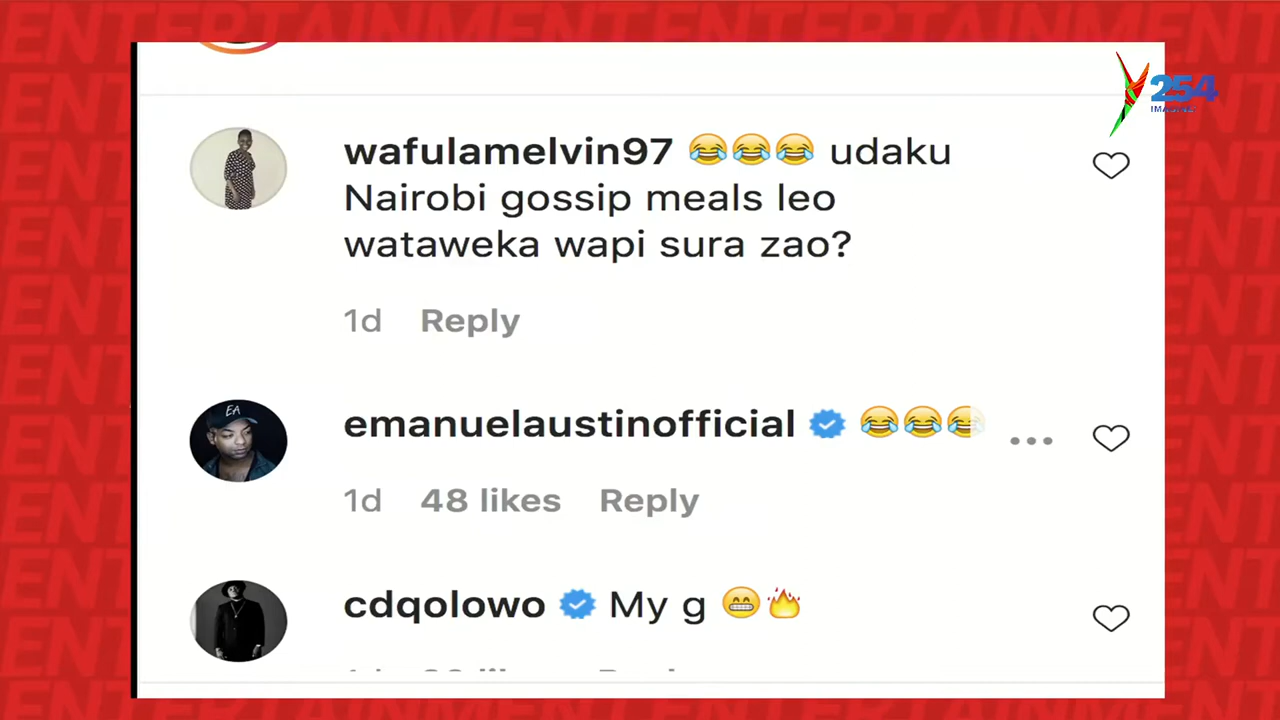 ENTERTAINMENT
254
wafulamelvin97 😂😂😂 udaku
Nairobi gossip meals leo
wataweka wapi sura zao?
1d Reply
emanuelaustinofficial 😂😂😂
1d 48 likes Reply
EA
cdqolowo My g 😁🔥